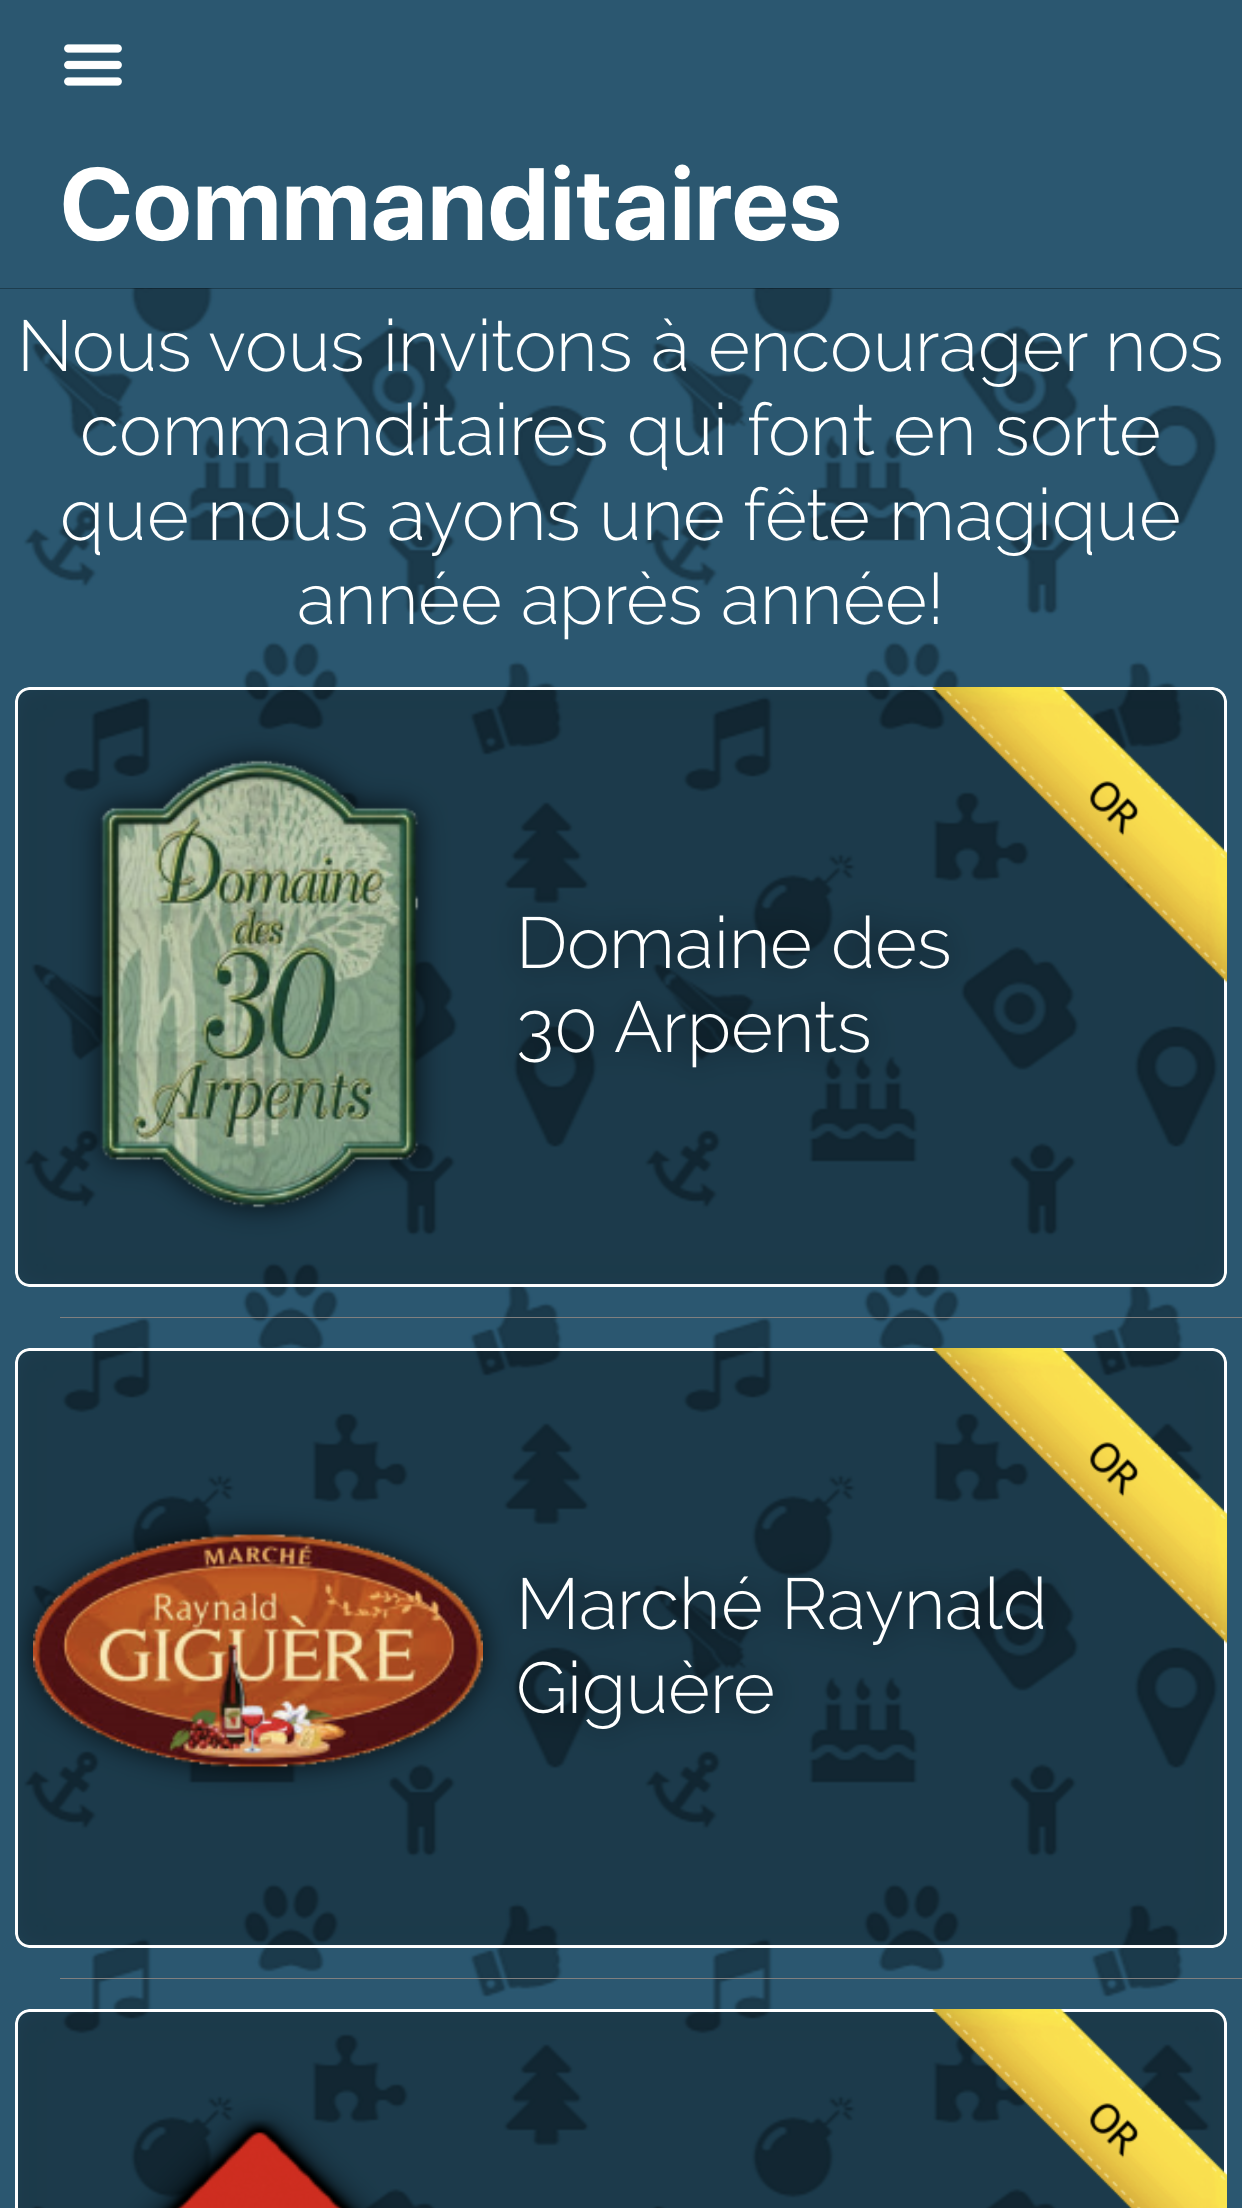 Commanditaires
Nous vous invitons à encourager nos
commanditaires qui font en sorte
que nous ayons une fête magique
année après année!
OR
Domaine
des
30
Arpents
Domaine des
30 Arpents
OR
MARCHÉ
Raynald
GIGUÈRE
Marché Raynald
Giguère
OR